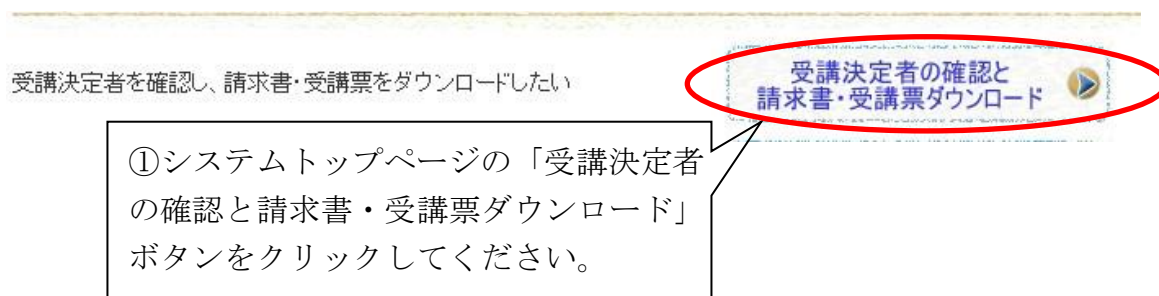 受講決定者を確認し、請求書・受講票をダウンロードしたい
受講決定者の確認と
請求書・受講票ダウンロード
①システムトップページの「受講決定者
の確認と請求書・受講票ダウンロード」
ボタンをクリックしてください。